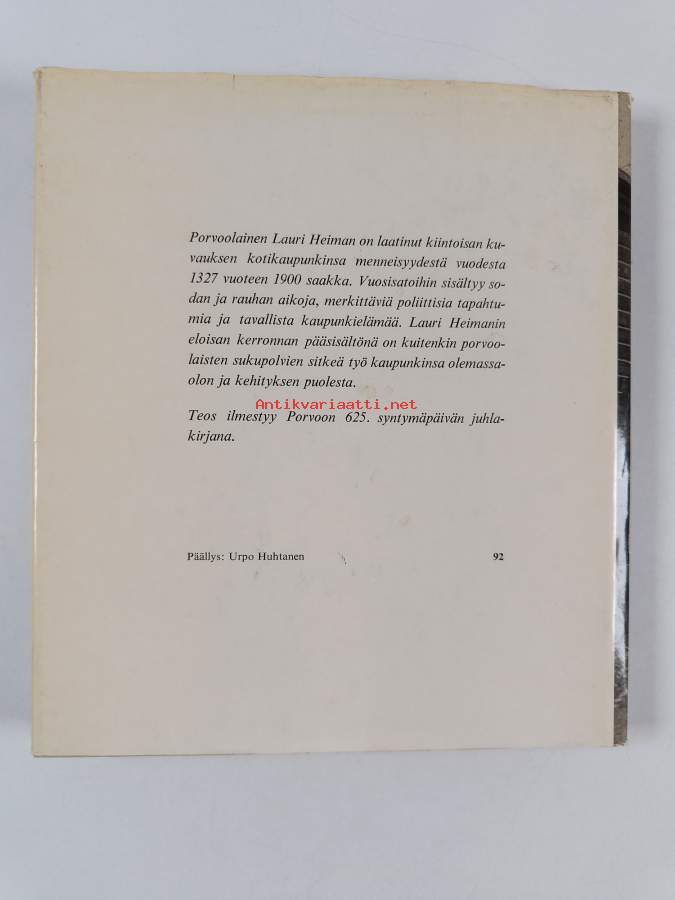 Porvoolainen Lauri Heiman on laatinut kiintoisan ku-
vauksen kotikaupunkinsa menneisyydestä vuodesta
1327 vuoteen 1900 saakka. Vuosisatoihin sisältyy so-
dan ja rauhan aikoja, merkittäviä poliittisia tapahtu-
mia ja tavallista kaupunkielämää. Lauri Heimanin
eloisan kerronnan pääsisältönä on kuitenkin porvoo-
laisten sukupolvien sitkeä työ kaupunkinsa olemassa-
olon ja kehityksen puolesta.
Antikvariaatti.net
Teos ilmestyy Porvoon 625. syntymäpäivän juhla-
kirjana.
Päällys: Urpo Huhtanen 92